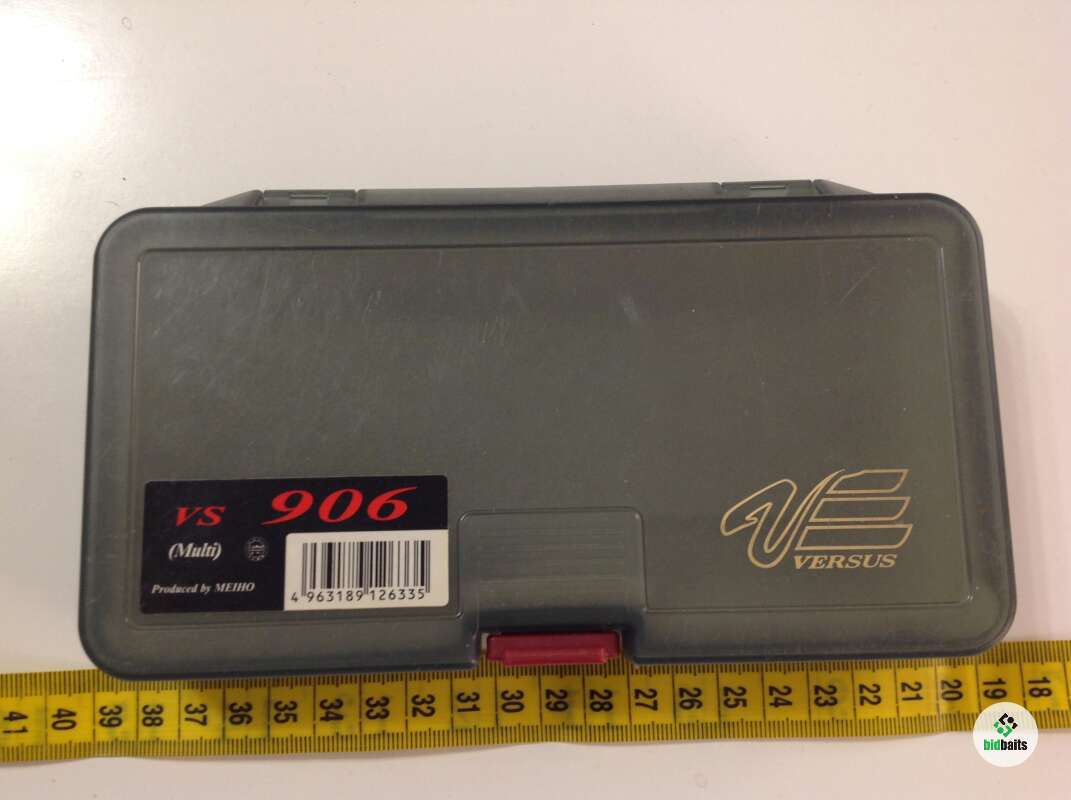 VS 906
(Multi)
Produced by MEIHO
4 963189 126335
VE
VERSUS
41 40 39 38 37 36 35 34 33 32 31 30 29 28 27 26 25 24 23 22 21 20 19 18
bidbaits